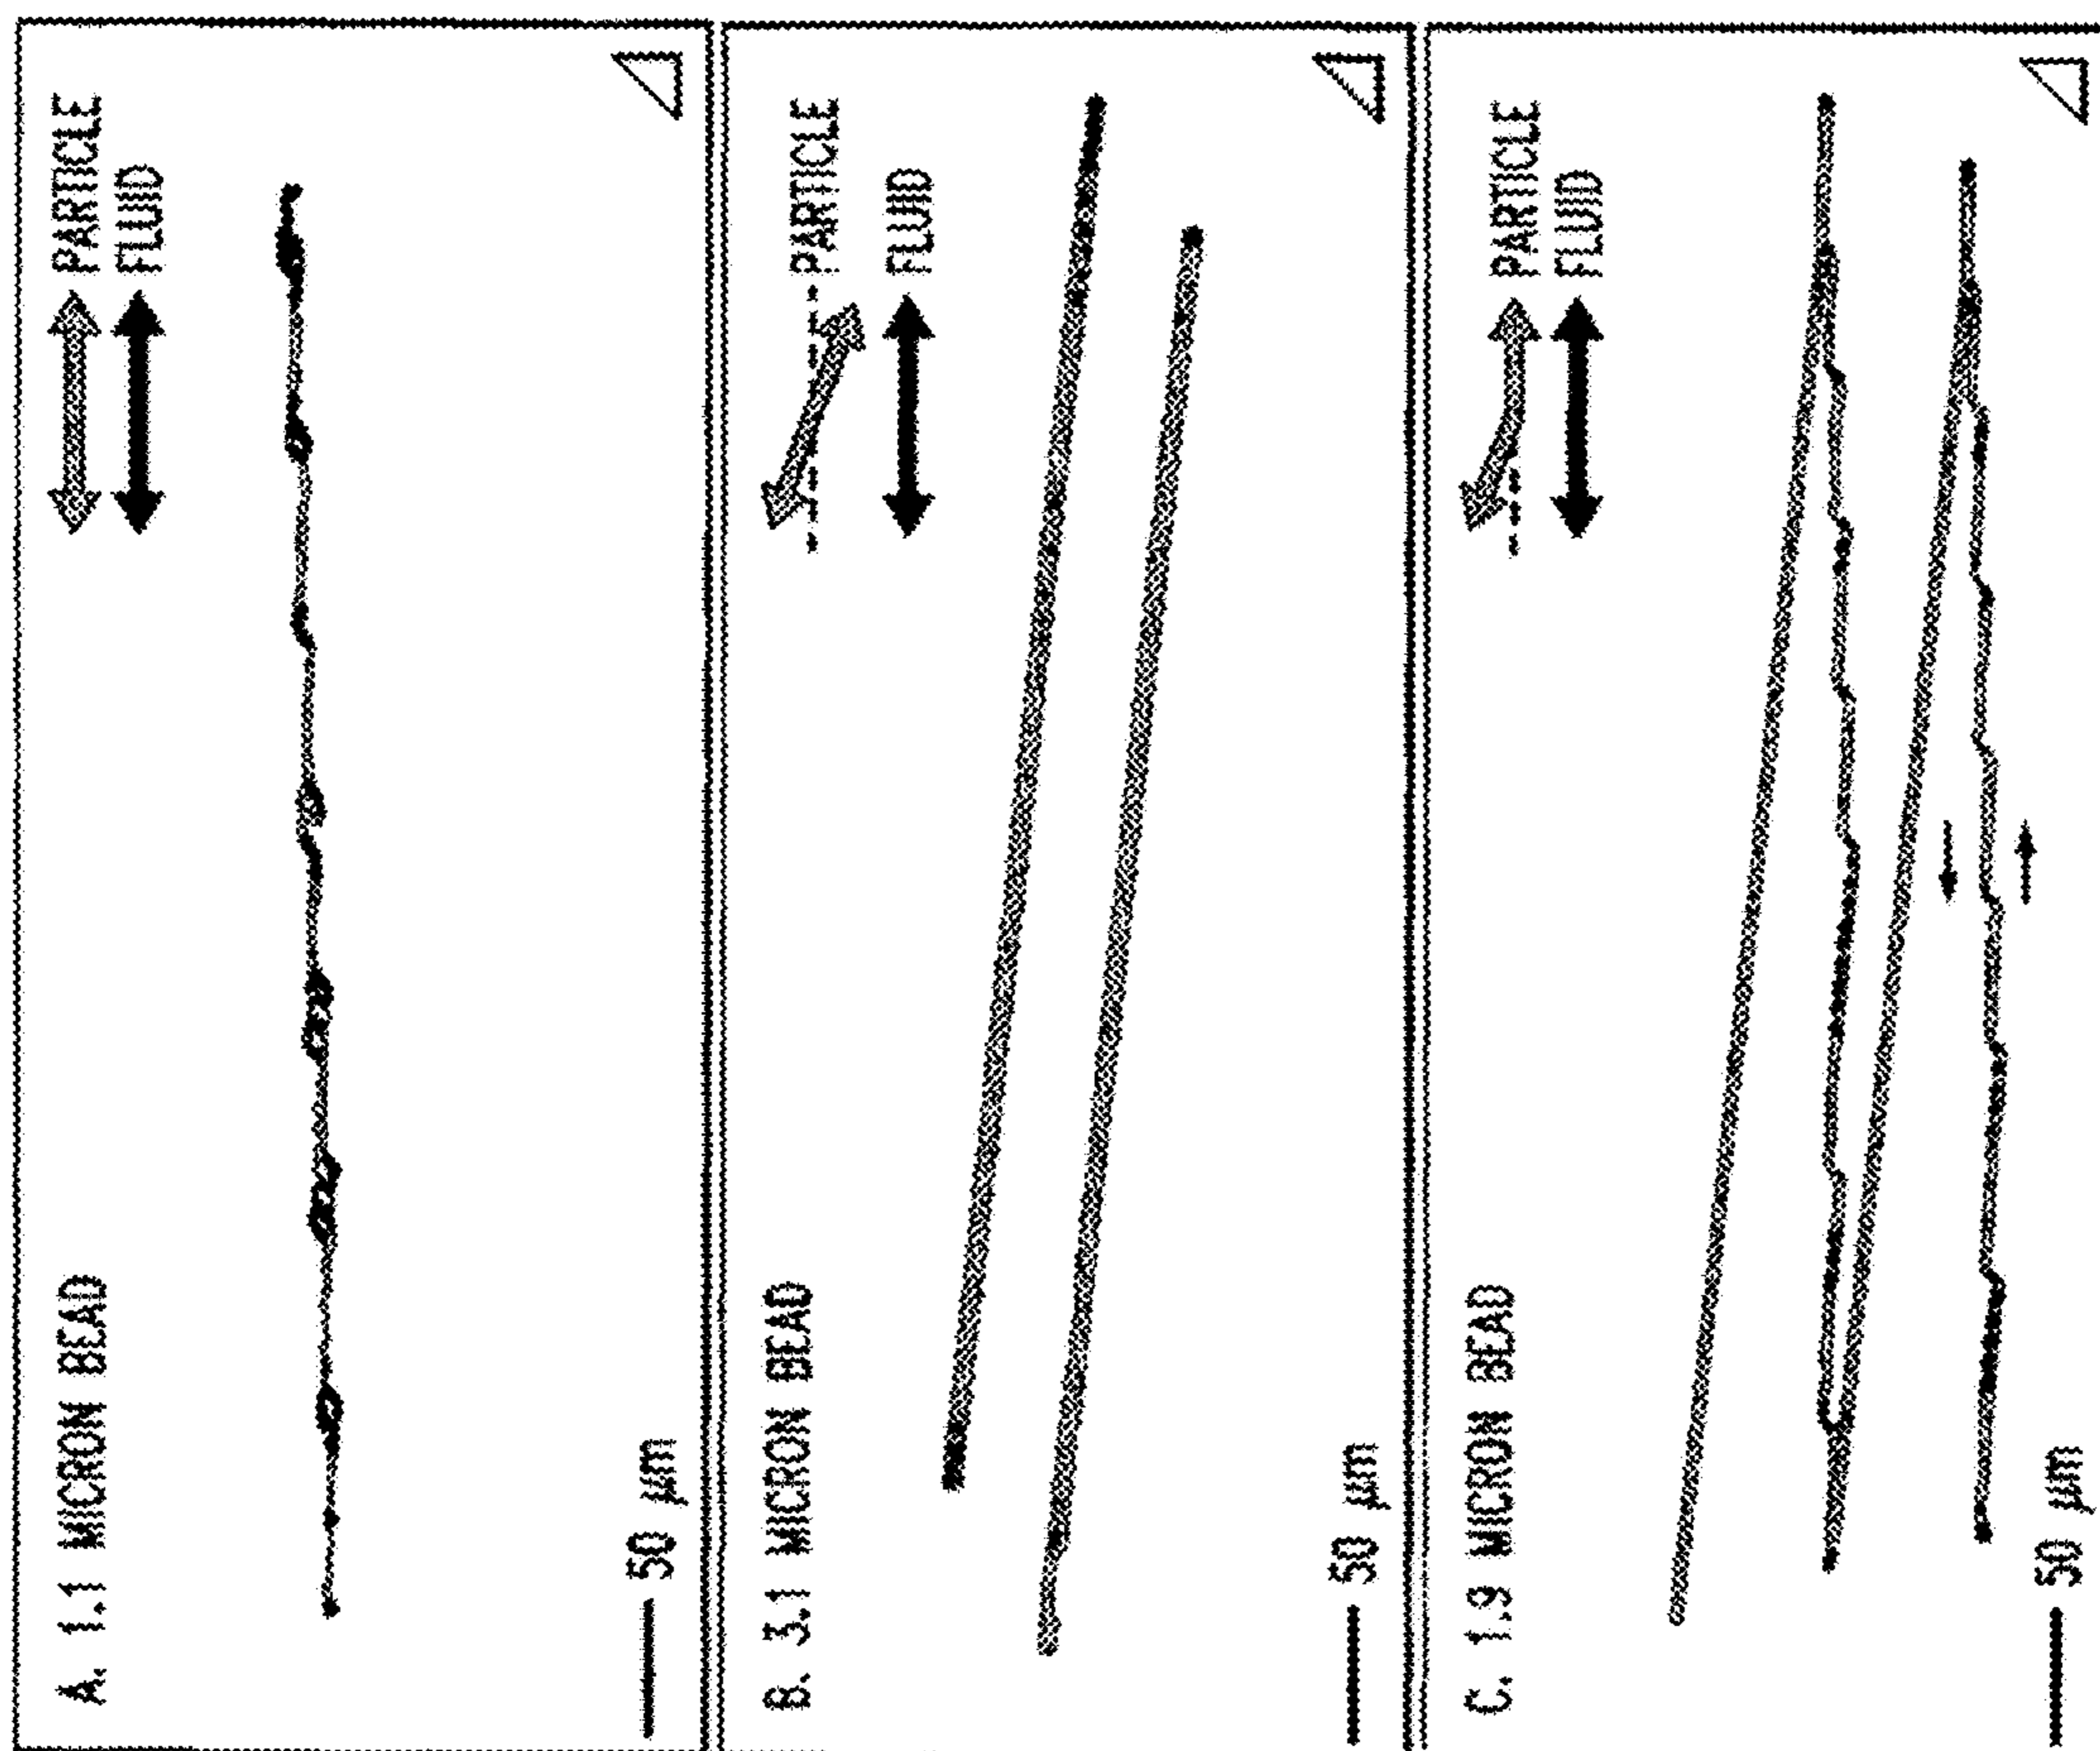 A. 1.1 MICRON BEAD
PARTICLE
FLUID
50 μm
B. 3.1 MICRON BEAD
PARTICLE
FLUID
50 μm
C. 1.9 MICRON BEAD
PARTICLE
FLUID
50 μm